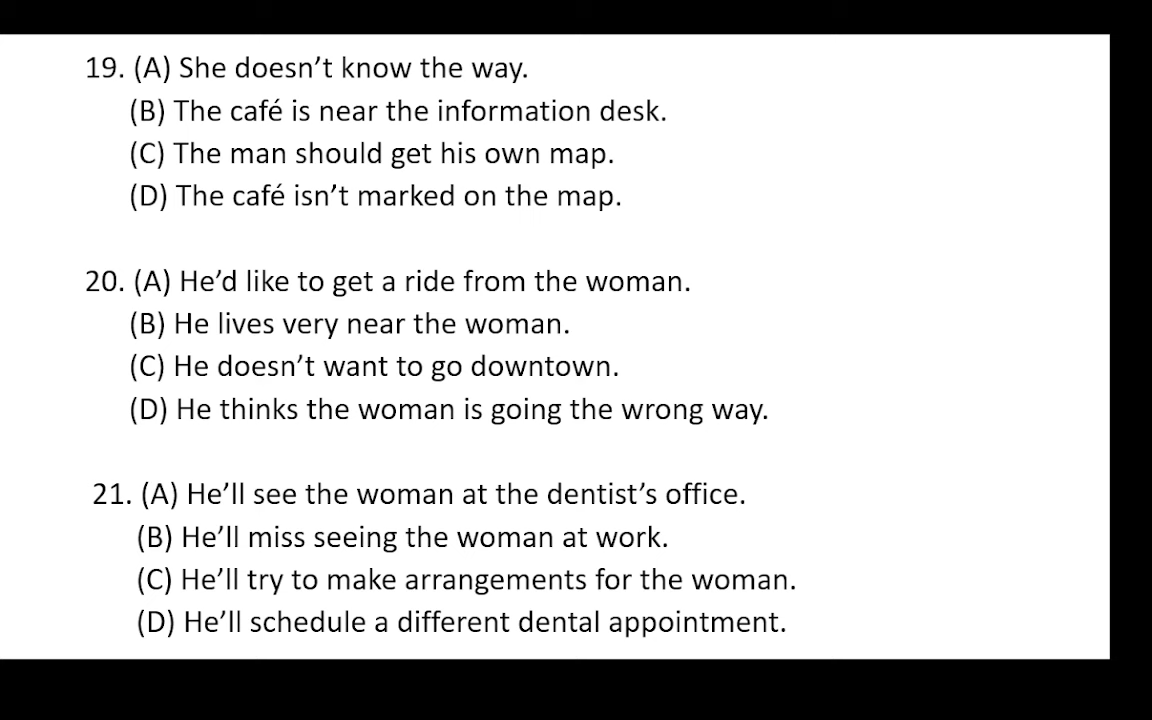 19. (A) She doesn’t know the way.
(B) The café is near the information desk.
(C) The man should get his own map.
(D) The café isn’t marked on the map.
20. (A) He’d like to get a ride from the woman.
(B) He lives very near the woman.
(C) He doesn’t want to go downtown.
(D) He thinks the woman is going the wrong way.
21. (A) He’ll see the woman at the dentist’s office.
(B) He’ll miss seeing the woman at work.
(C) He’ll try to make arrangements for the woman.
(D) He’ll schedule a different dental appointment.